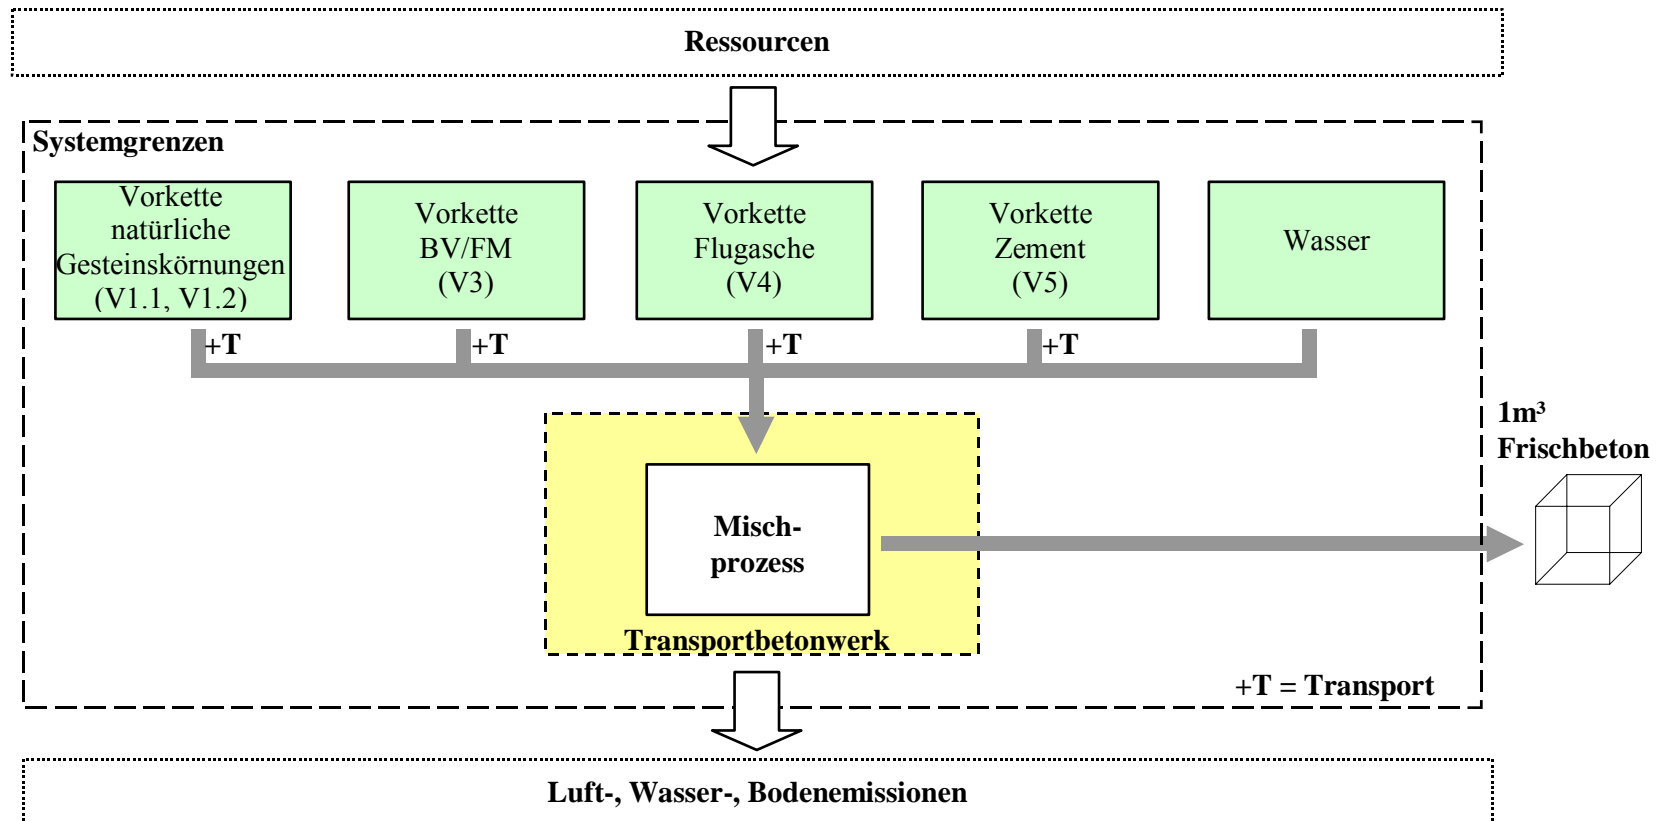 Ressourcen
Systemgrenzen
Vorkette
natürliche
Gesteinskörnungen
(V1.1, V1.2)
Vorkette
BV/FM
(V3)
Vorkette
Flugasche
(V4)
Vorkette
Zement
(V5)
Wasser
+T
+T
+T
+T
1m³
Frischbeton
Misch-
prozess
Transportbetonwerk
+T = Transport
Luft-, Wasser-, Bodenemissionen